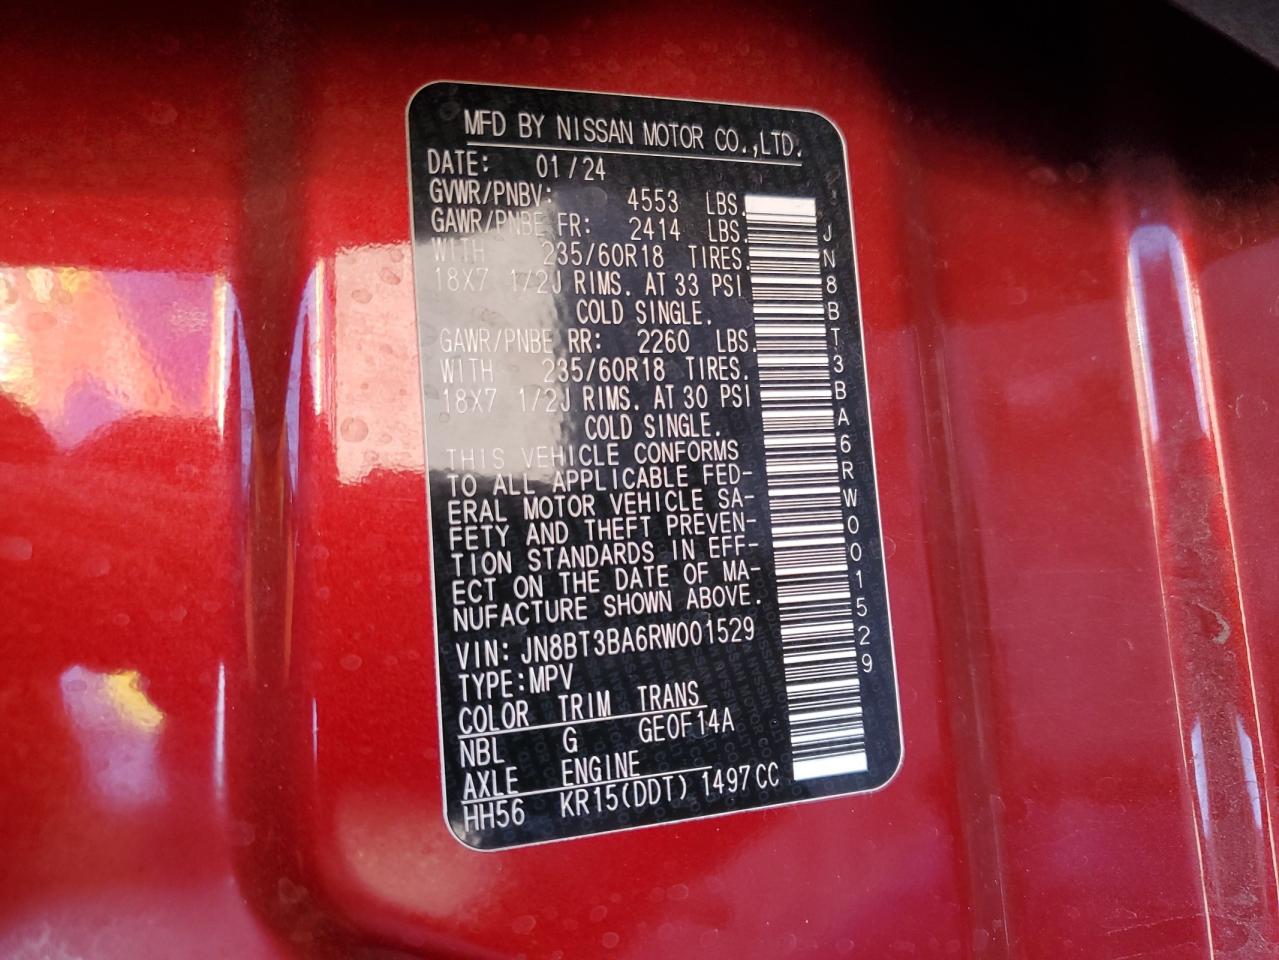 MFD BY NISSAN MOTOR CO.,LTD.
DATE: 01/24
GVWR/PNBV: 4553 LBS.
GAWR/PNBE FR: 2414 LBS.
WITH 235/60R18 TIRES.
18X7 1/2J RIMS. AT 33 PSI
COLD SINGLE.
GAWR/PNBE RR: 2260 LBS.
WITH 235/60R18 TIRES.
18X7 1/2J RIMS. AT 30 PSI
COLD SINGLE.
THIS VEHICLE CONFORMS
TO ALL APPLICABLE FED-
ERAL MOTOR VEHICLE SA-
FETY AND THEFT PREVEN-
TION STANDARDS IN EFF-
ECT ON THE DATE OF MA-
NUFACTURE SHOWN ABOVE.
VIN: JN8BT3BA6RW001529
TYPE:MPV
COLOR TRIM TRANS
NBL G GE0F14A
AXLE ENGINE
HH56 KR15(DDT) 1497CC
JN8BT3BA6RW001529